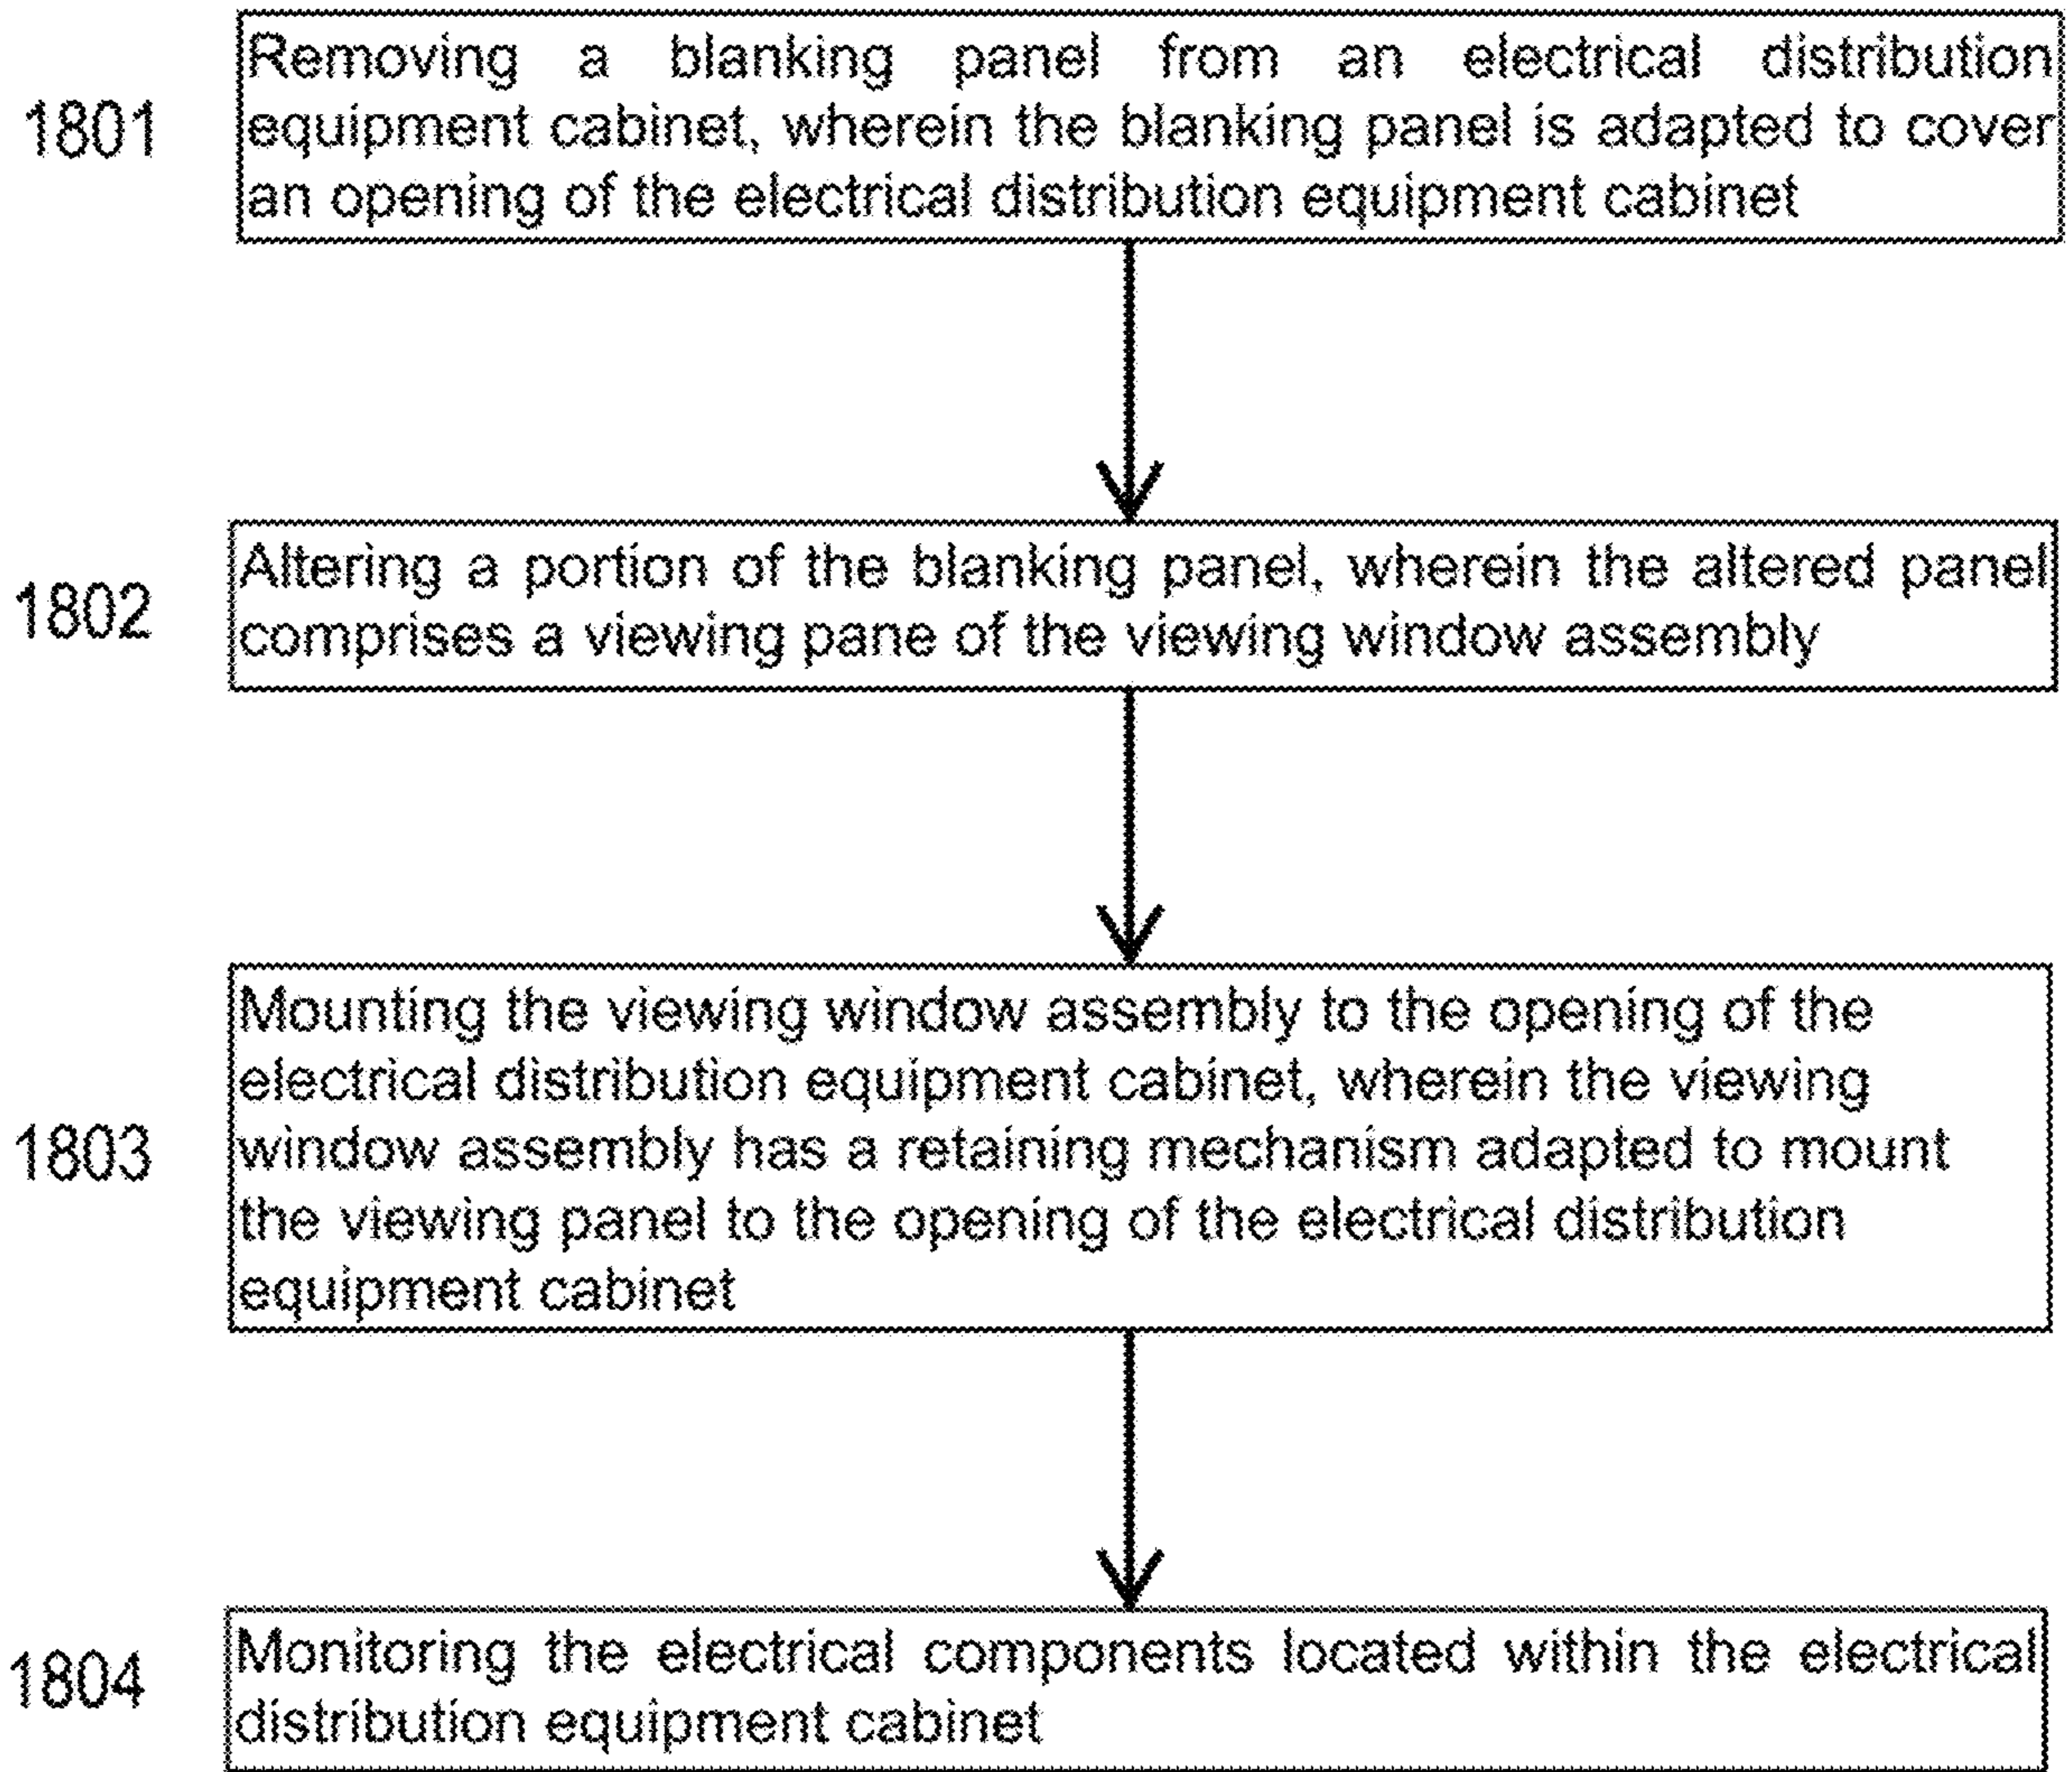 1801
Removing a blanking panel from an electrical distribution
equipment cabinet, wherein the blanking panel is adapted to cover
an opening of the electrical distribution equipment cabinet
1802
Altering a portion of the blanking panel, wherein the altered panel
comprises a viewing pane of the viewing window assembly
1803
Mounting the viewing window assembly to the opening of the
electrical distribution equipment cabinet, wherein the viewing
window assembly has a retaining mechanism adapted to mount
the viewing panel to the opening of the electrical distribution
equipment cabinet
1804
Monitoring the electrical components located within the electrical
distribution equipment cabinet